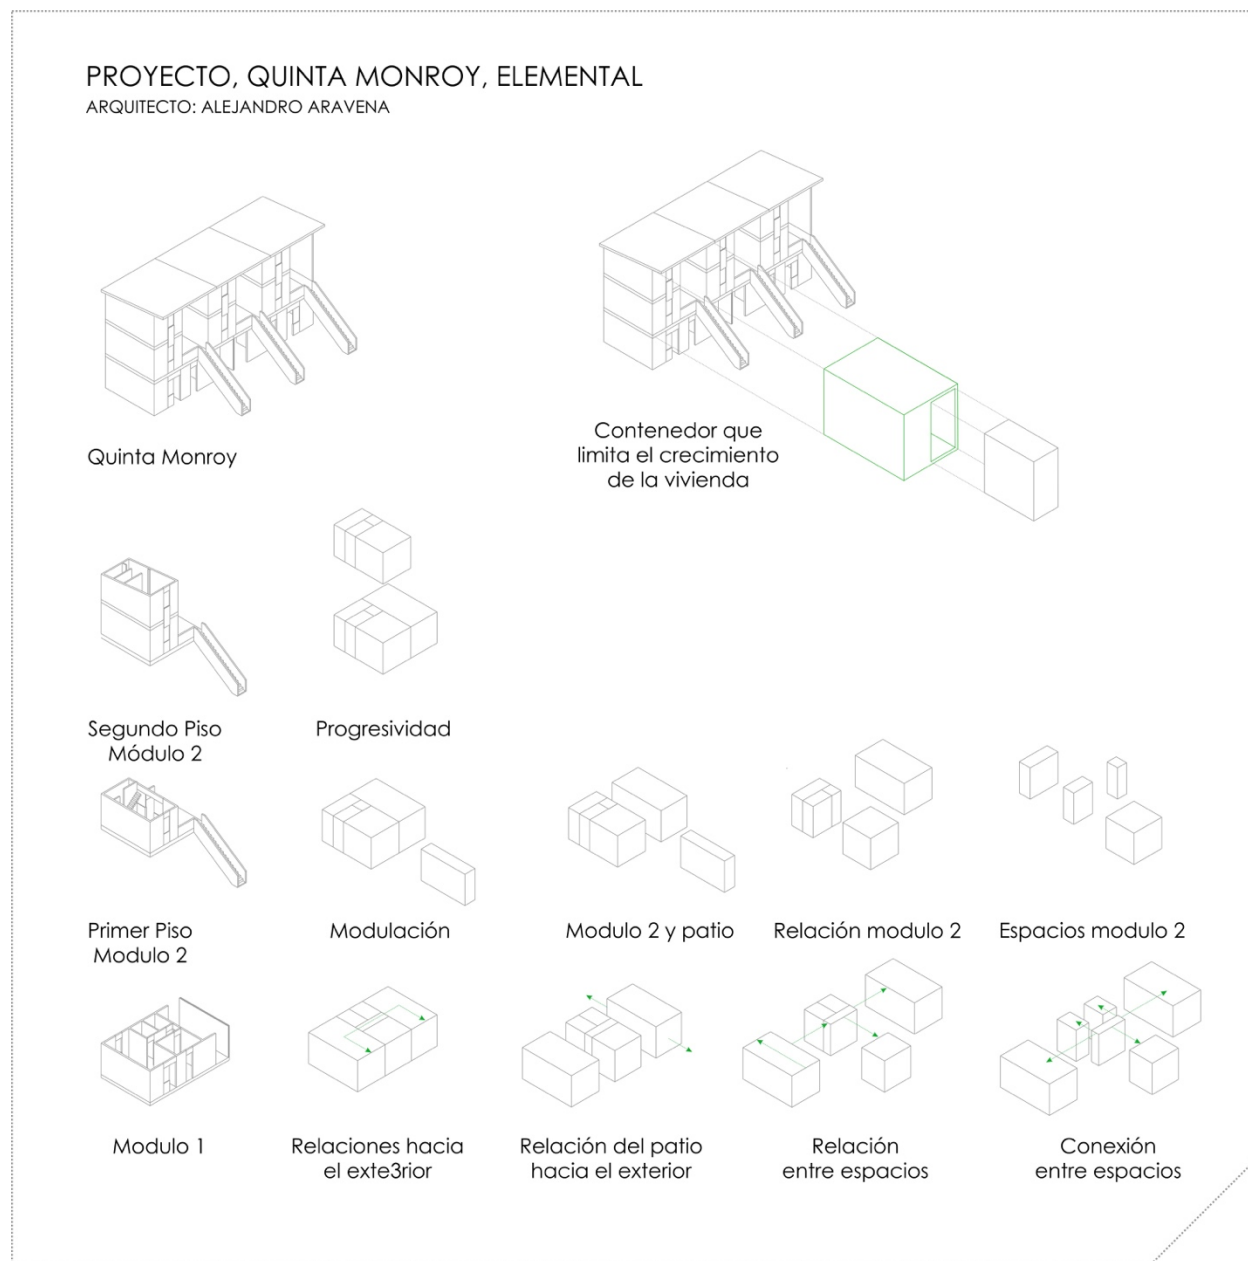 PROYECTO, QUINTA MONROY, ELEMENTAL
ARQUITECTO: ALEJANDRO ARAVENA
Quinta Monroy
Contenedor que
limita el crecimiento
de la vivienda
Segundo Piso
Módulo 2
Progresividad
Primer Piso
Modulo 2
Modulación
Modulo 2 y patio
Relación modulo 2
Espacios modulo 2
Modulo 1
Relaciones hacia
el exte3rior
Relación del patio
hacia el exterior
Relación
entre espacios
Conexión
entre espacios